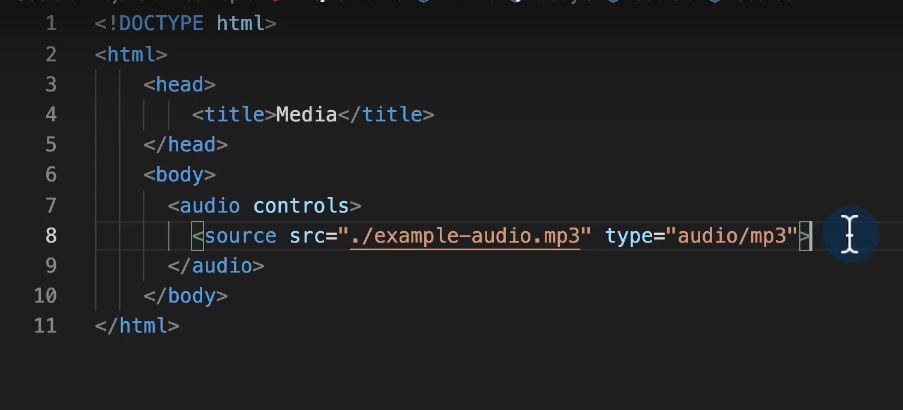 1 <!DOCTYPE html>
2 <html>
3 <head>
4 <title>Media</title>
5 </head>
6 <body>
7 <audio controls>
8 <source src="./example-audio.mp3" type="audio/mp3">
9 </audio>
10 </body>
11 </html>